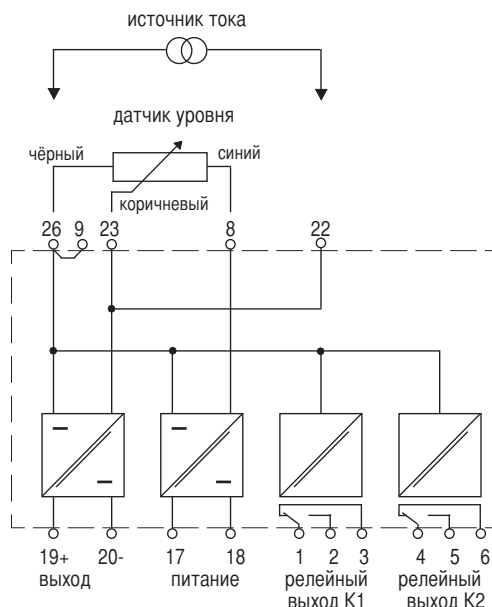 источник тока
датчик уровня
чёрный
синий
коричневый
26 9 23 8 22
19+ 20- 17 18 1 2 3 4 5 6
выход питание релейный релейный
выход К1 выход К2